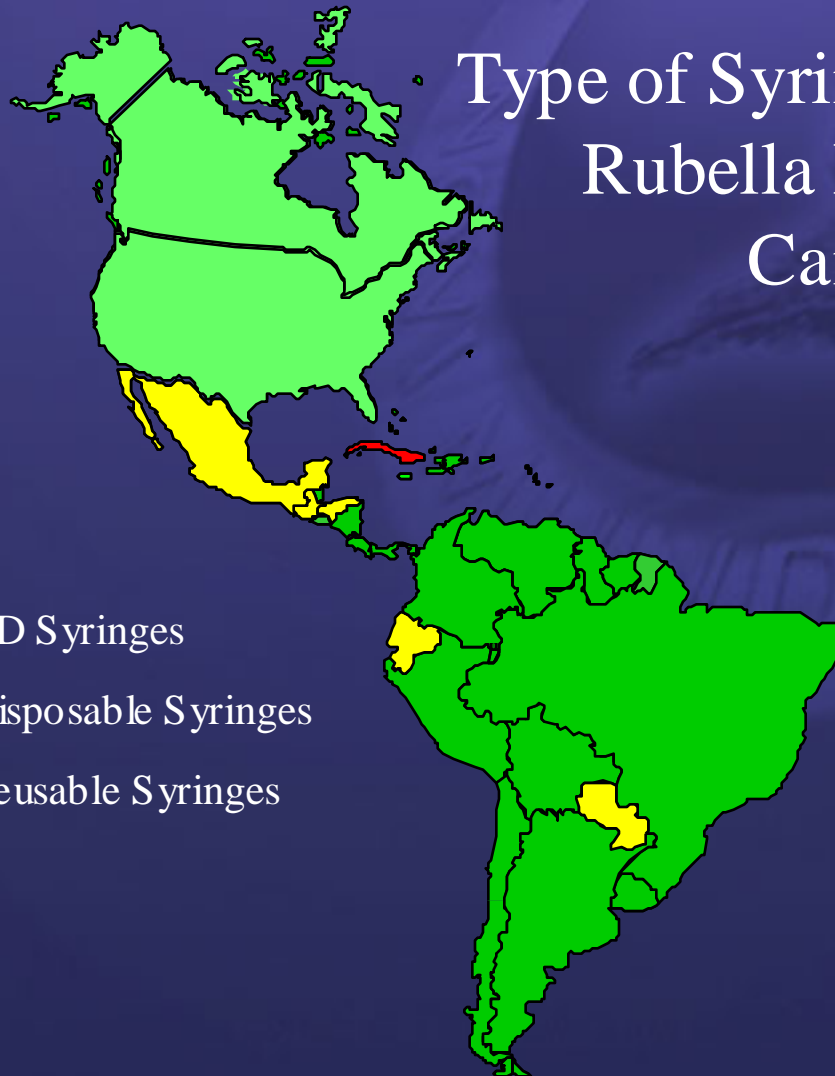 Type of Syri
Rubella
Ca
D Syringes
isposable Syringes
eusable Syringes